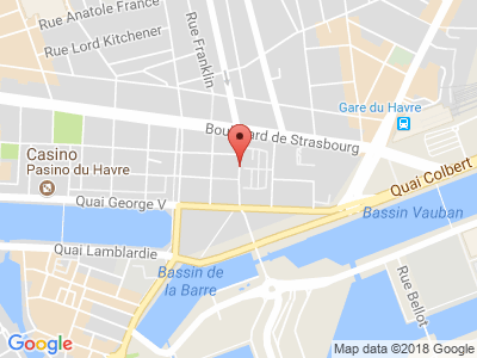 Rue Anatole France
Rue Lord Kitchener
Rue Franklin
Gare du Havre
Boulevard de Strasbourg
Casino
Pasino du Havre
Quai Colbert
Quai George V
Bassin Vauban
Quai Lamblardie
Bassin de
la Barre
Rue Bellot
Google
Map data ©2018 Google